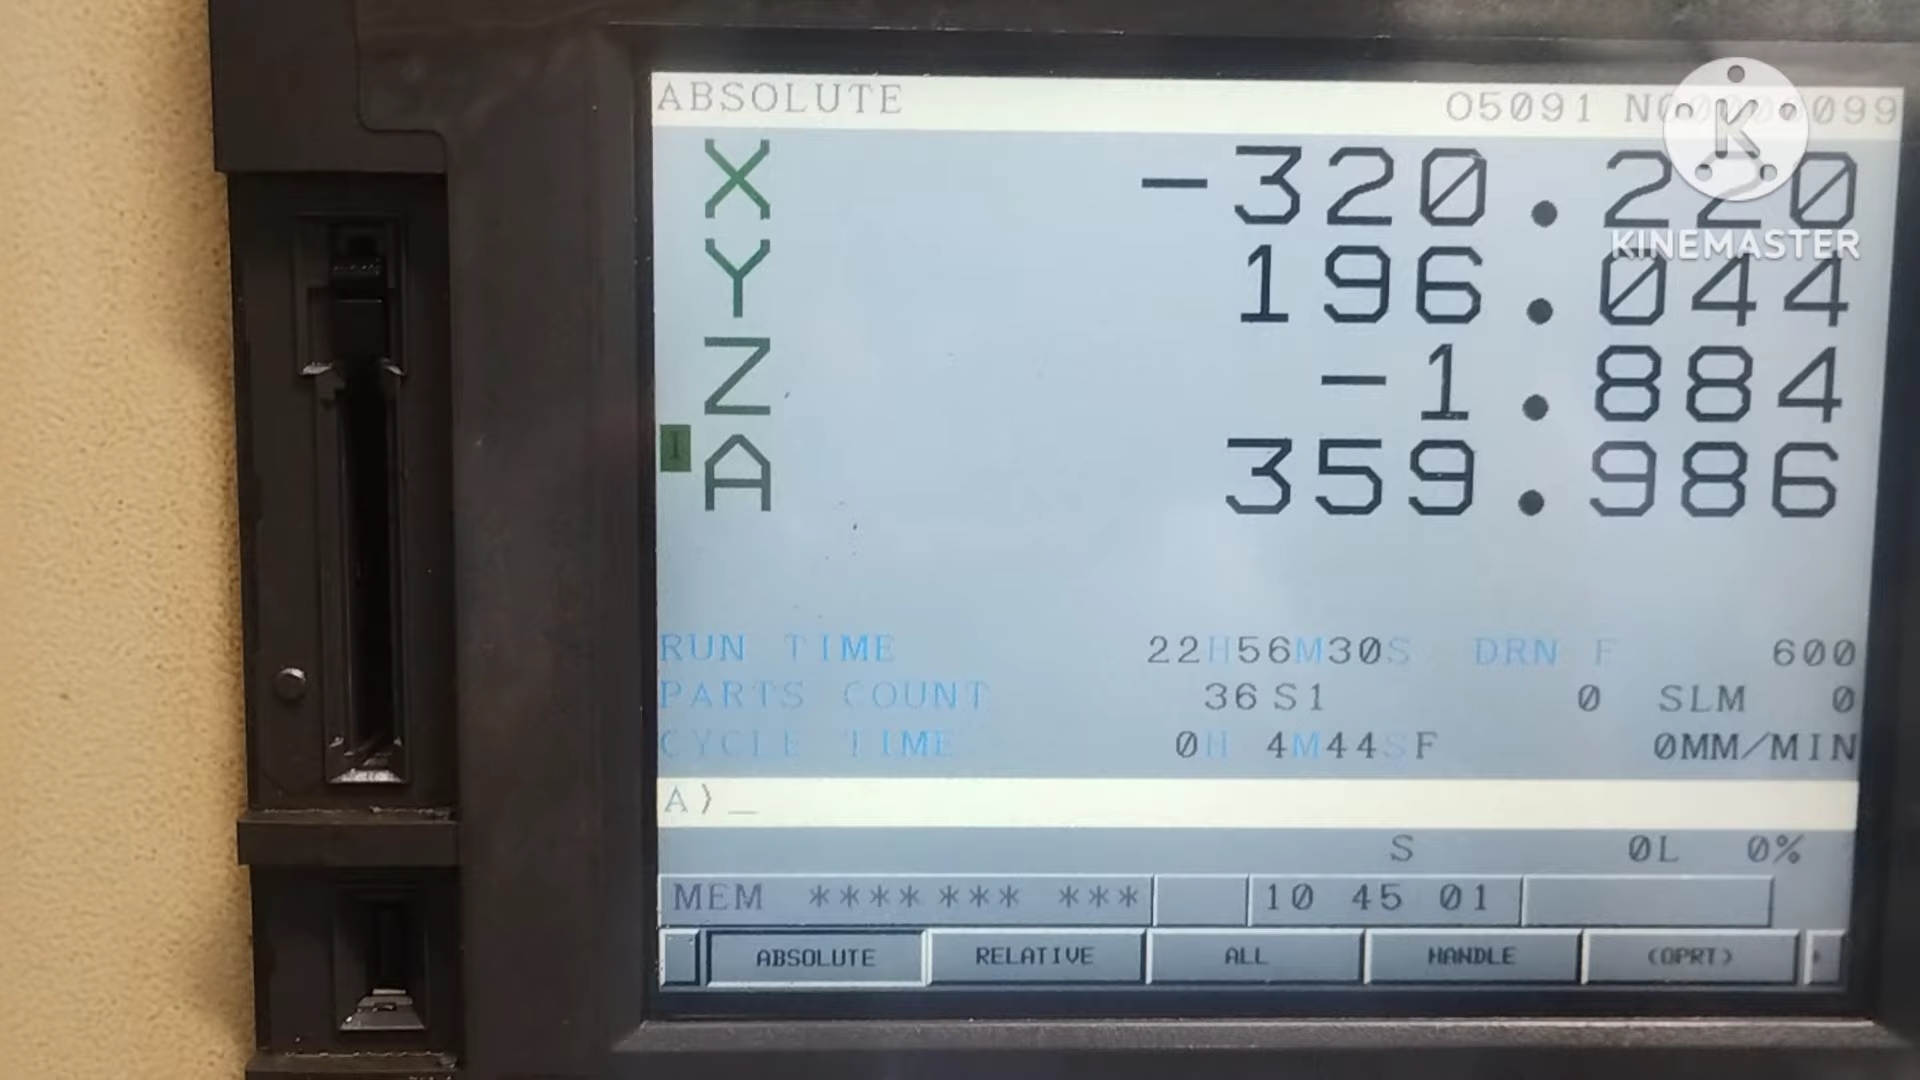 ABSOLUTE O5091
X -320.220
KINEMASTER
Y 196.044
Z -1.884
1 A 359.986
RUN TIME 22H56M30S DRN F 600
PARTS COUNT 36 S1 0 SLM 0
CYCLE TIME 0H 4M44S F 0MM/MIN
A)_
S 0L 0%
MEM **** *** *** 10 45 01
ABSOLUTE RELATIVE ALL HANDLE (OPRT)